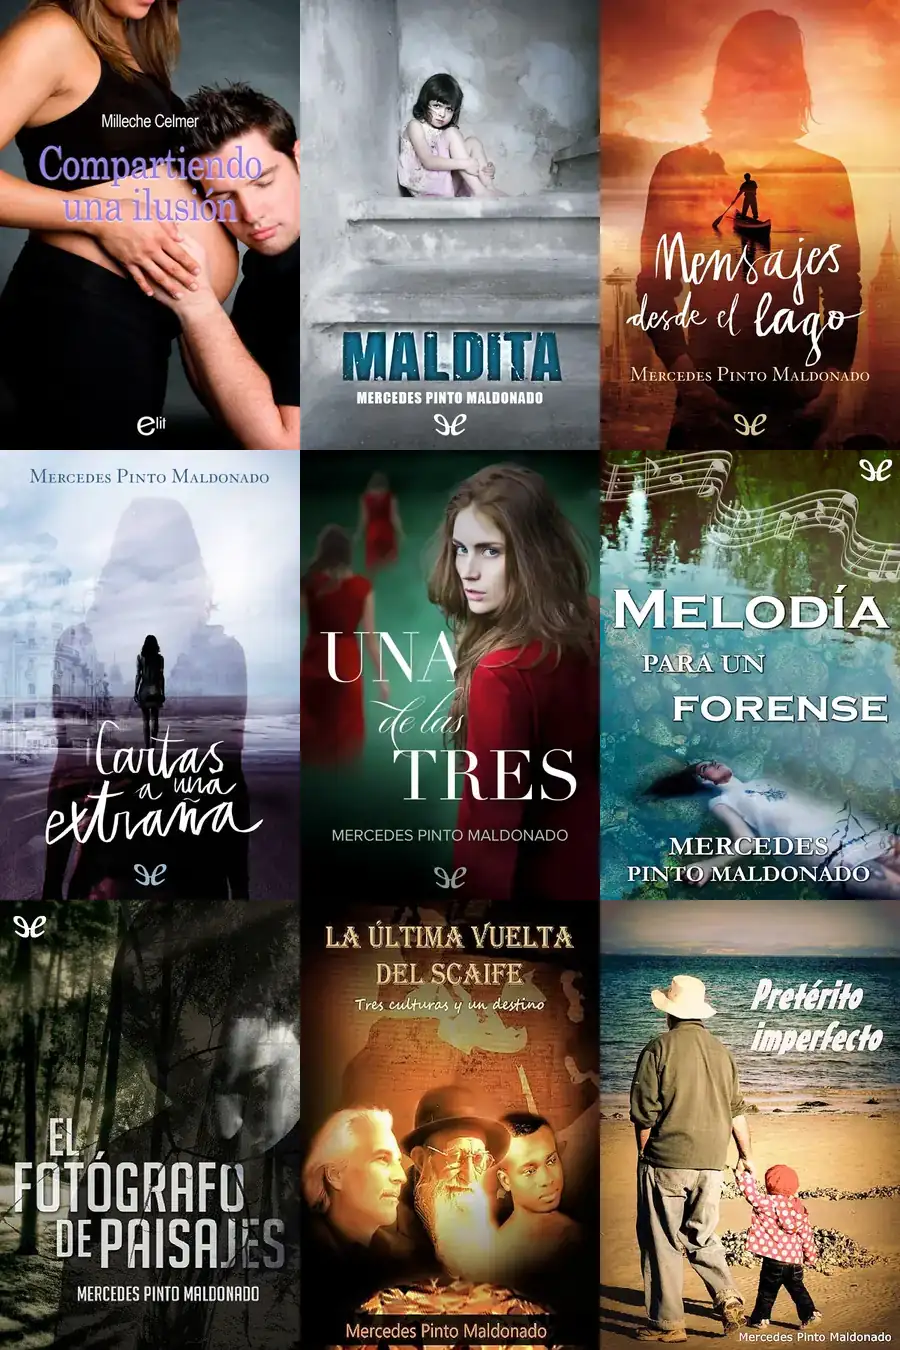 Milleche Celmer
Compartiendo
una ilusión
elit
MALDITA
MERCEDES PINTO MALDONADO
Mensajes
desde el lago
MERCEDES PINTO MALDONADO
MERCEDES PINTO MALDONADO
Cartas
a una
extraña
UNA
de las
TRES
MERCEDES PINTO MALDONADO
MELODÍA
PARA UN
FORENSE
MERCEDES
PINTO MALDONADO
EL
FOTÓGRAFO
DE PAISAJES
MERCEDES PINTO MALDONADO
LA ÚLTIMA VUELTA
DEL SCAIFE
Tres culturas y un destino
Mercedes Pinto Maldonado
Pretérito
imperfecto
Mercedes Pinto Maldonado